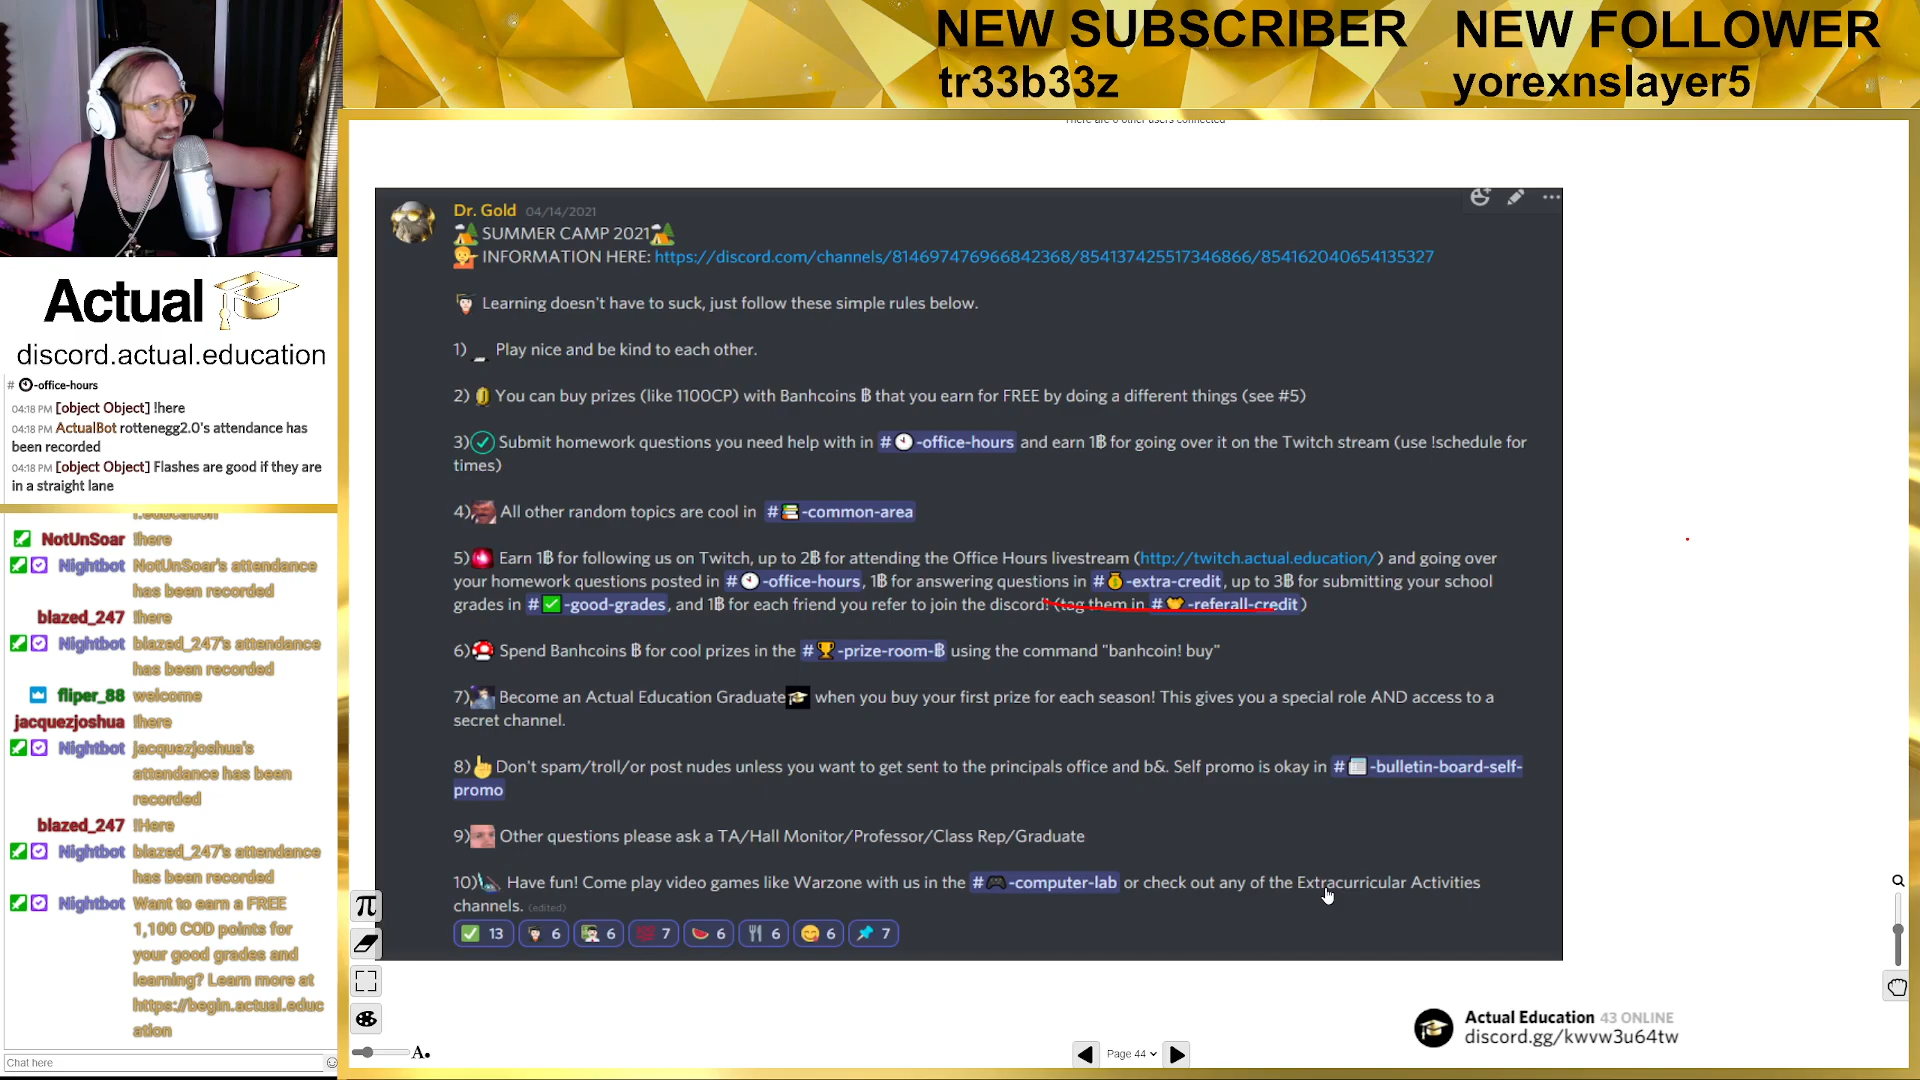 NEW SUBSCRIBER
tr33b33z
NEW FOLLOWER
yorexnslayer5
There are 6 other users connected
Actual
discord.actual.education
# -office-hours
04:18 PM [object Object] !here
04:18 PM ActualBot rottenegg2.0's attendance has
been recorded
04:18 PM [object Object] Flashes are good if they are
in a straight lane
NotUnSoar !here
Nightbot NotUnSoar's attendance
has been recorded
blazed_247 !here
Nightbot blazed_247's attendance
has been recorded
fliper_88 welcome
jacquezjoshua !here
Nightbot jacquezjoshua's
attendance has been
recorded
blazed_247 !Here
Nightbot blazed_247's attendance
has been recorded
Nightbot Want to earn a FREE
1,100 COD points for
your good grades and
learning? Learn more at
https://begin.actual.educ
ation
Chat here
Dr. Gold 04/14/2021
SUMMER CAMP 2021
INFORMATION HERE: https://discord.com/channels/814697476966842368/854137425517346866/854162040654135327
Learning doesn't have to suck, just follow these simple rules below.
1) Play nice and be kind to each other.
2) You can buy prizes (like 1100CP) with Banhcoins ฿ that you earn for FREE by doing a different things (see #5)
3) Submit homework questions you need help with in # -office-hours and earn 1฿ for going over it on the Twitch stream (use !schedule for
times)
4) All other random topics are cool in # -common-area
5) Earn 1฿ for following us on Twitch, up to 2฿ for attending the Office Hours livestream (http://twitch.actual.education/) and going over
your homework questions posted in # -office-hours, 1฿ for answering questions in # -extra-credit, up to 3฿ for submitting your school
grades in # -good-grades, and 1฿ for each friend you refer to join the discord! (tag them in # -referall-credit)
6) Spend Banhcoins ฿ for cool prizes in the # -prize-room-฿ using the command "banhcoin! buy"
7) Become an Actual Education Graduate when you buy your first prize for each season! This gives you a special role AND access to a
secret channel.
8) Don't spam/troll/or post nudes unless you want to get sent to the principals office and b&. Self promo is okay in # -bulletin-board-self-
promo
9) Other questions please ask a TA/Hall Monitor/Professor/Class Rep/Graduate
10) Have fun! Come play video games like Warzone with us in the # -computer-lab or check out any of the Extracurricular Activities
channels. (edited)
13 6 6 7 6 6 6 7
π
A.
Page 44
Actual Education 43 ONLINE
discord.gg/kwvw3u64tw